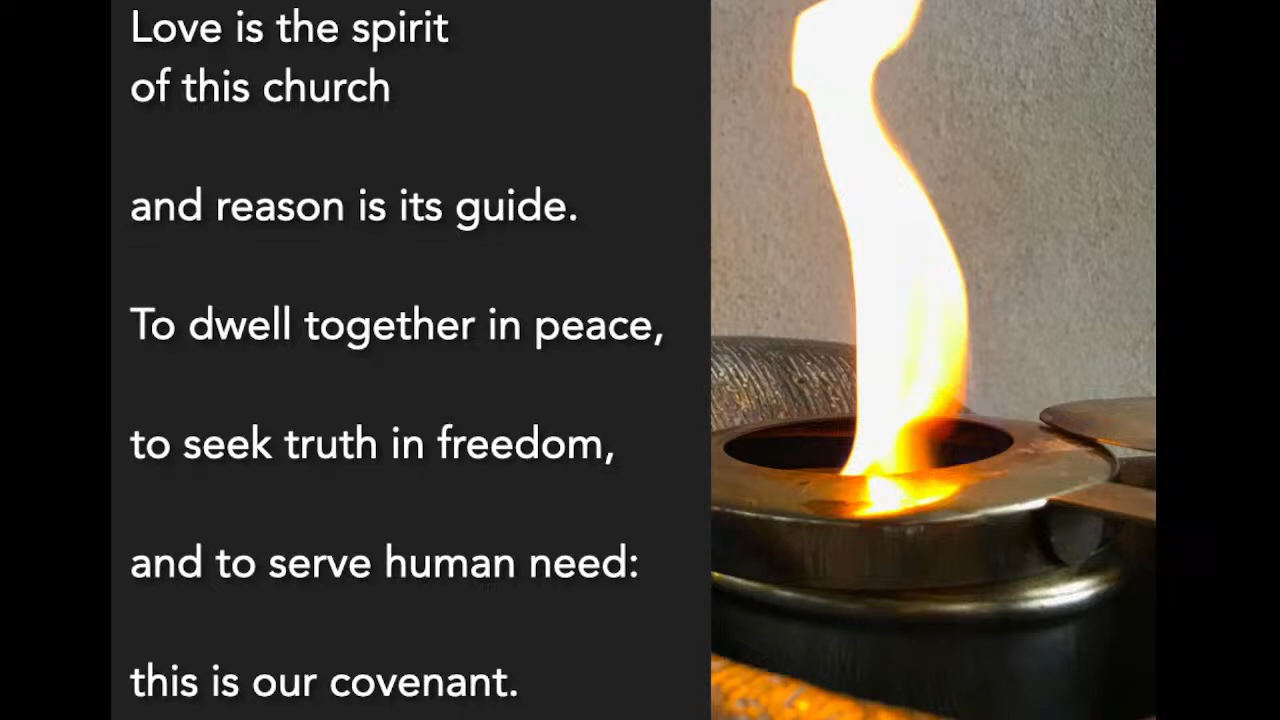 Love is the spirit
of this church
and reason is its guide.
To dwell together in peace,
to seek truth in freedom,
and to serve human need:
this is our covenant.